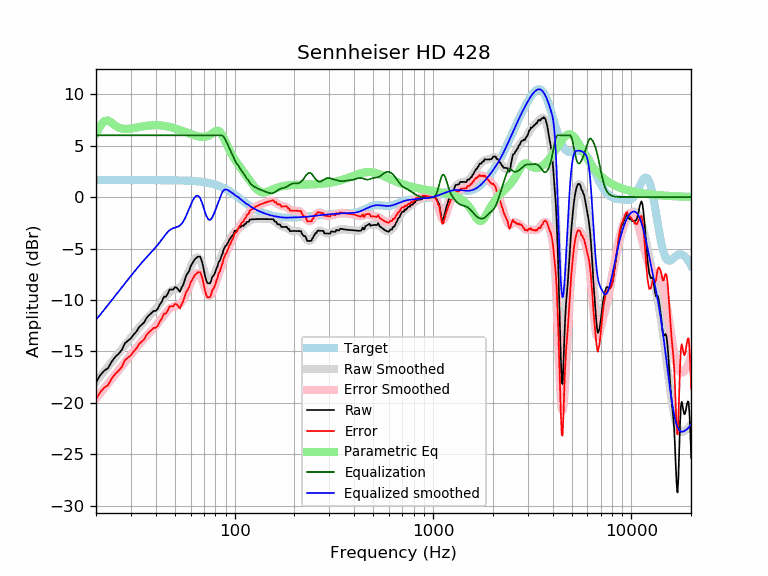 Sennheiser HD 428
Amplitude (dBr)
10
5
0
−5
−10
−15
−20
−25
−30
Target
Raw Smoothed
Error Smoothed
Raw
Error
Parametric Eq
Equalization
Equalized smoothed
100
1000
10000
Frequency (Hz)